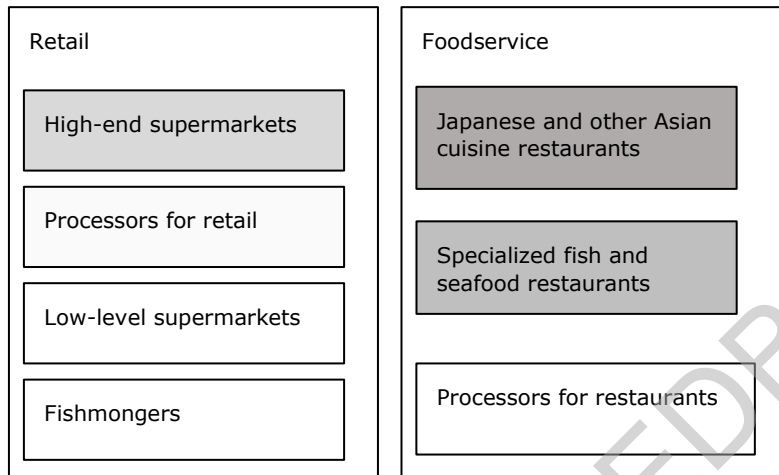 Retail
High-end supermarkets
Processors for retail
Low-level supermarkets
Fishmongers
Foodservice
Japanese and other Asian
cuisine restaurants
Specialized fish and
seafood restaurants
Processors for restaurants